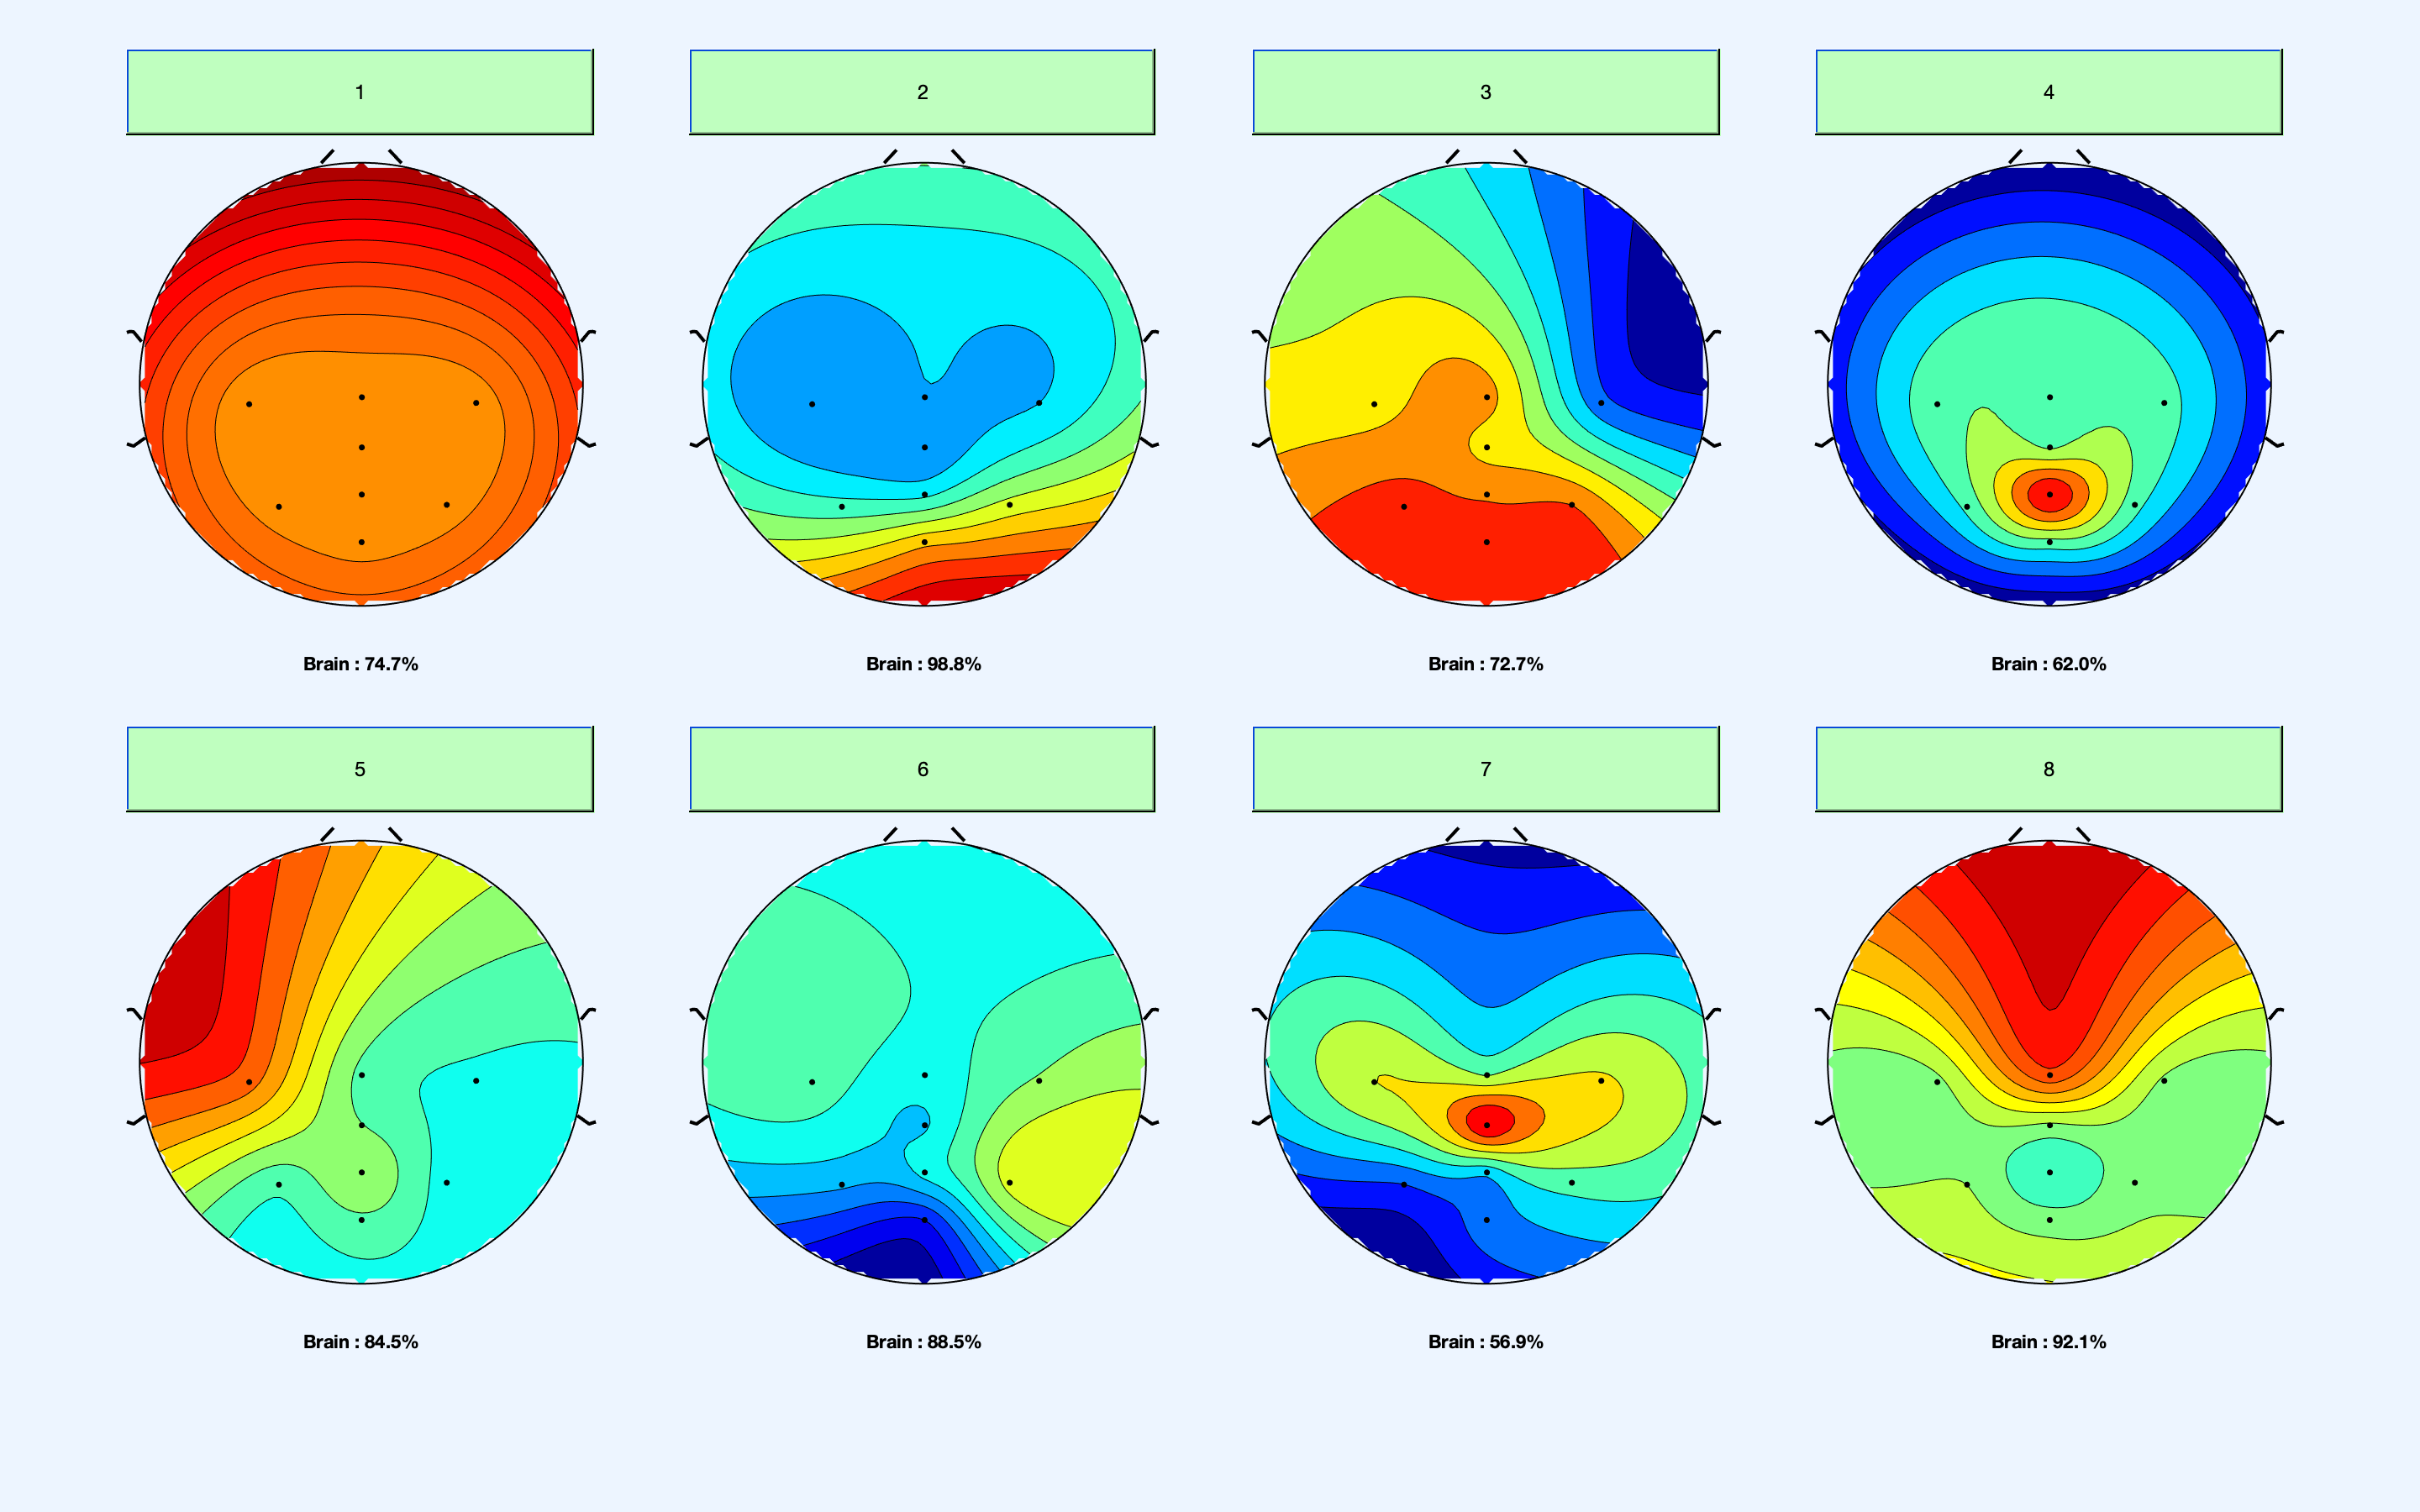 1
2
3
4
Brain : 74.7%
Brain : 98.8%
Brain : 72.7%
Brain : 62.0%
5
6
7
8
Brain : 84.5%
Brain : 88.5%
Brain : 56.9%
Brain : 92.1%